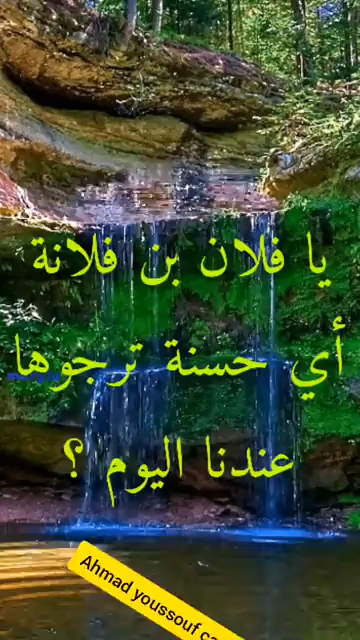 يا فلان بن فلانة
أي حسنة ترجوها
عندنا اليوم ؟
Ahmad youssouf